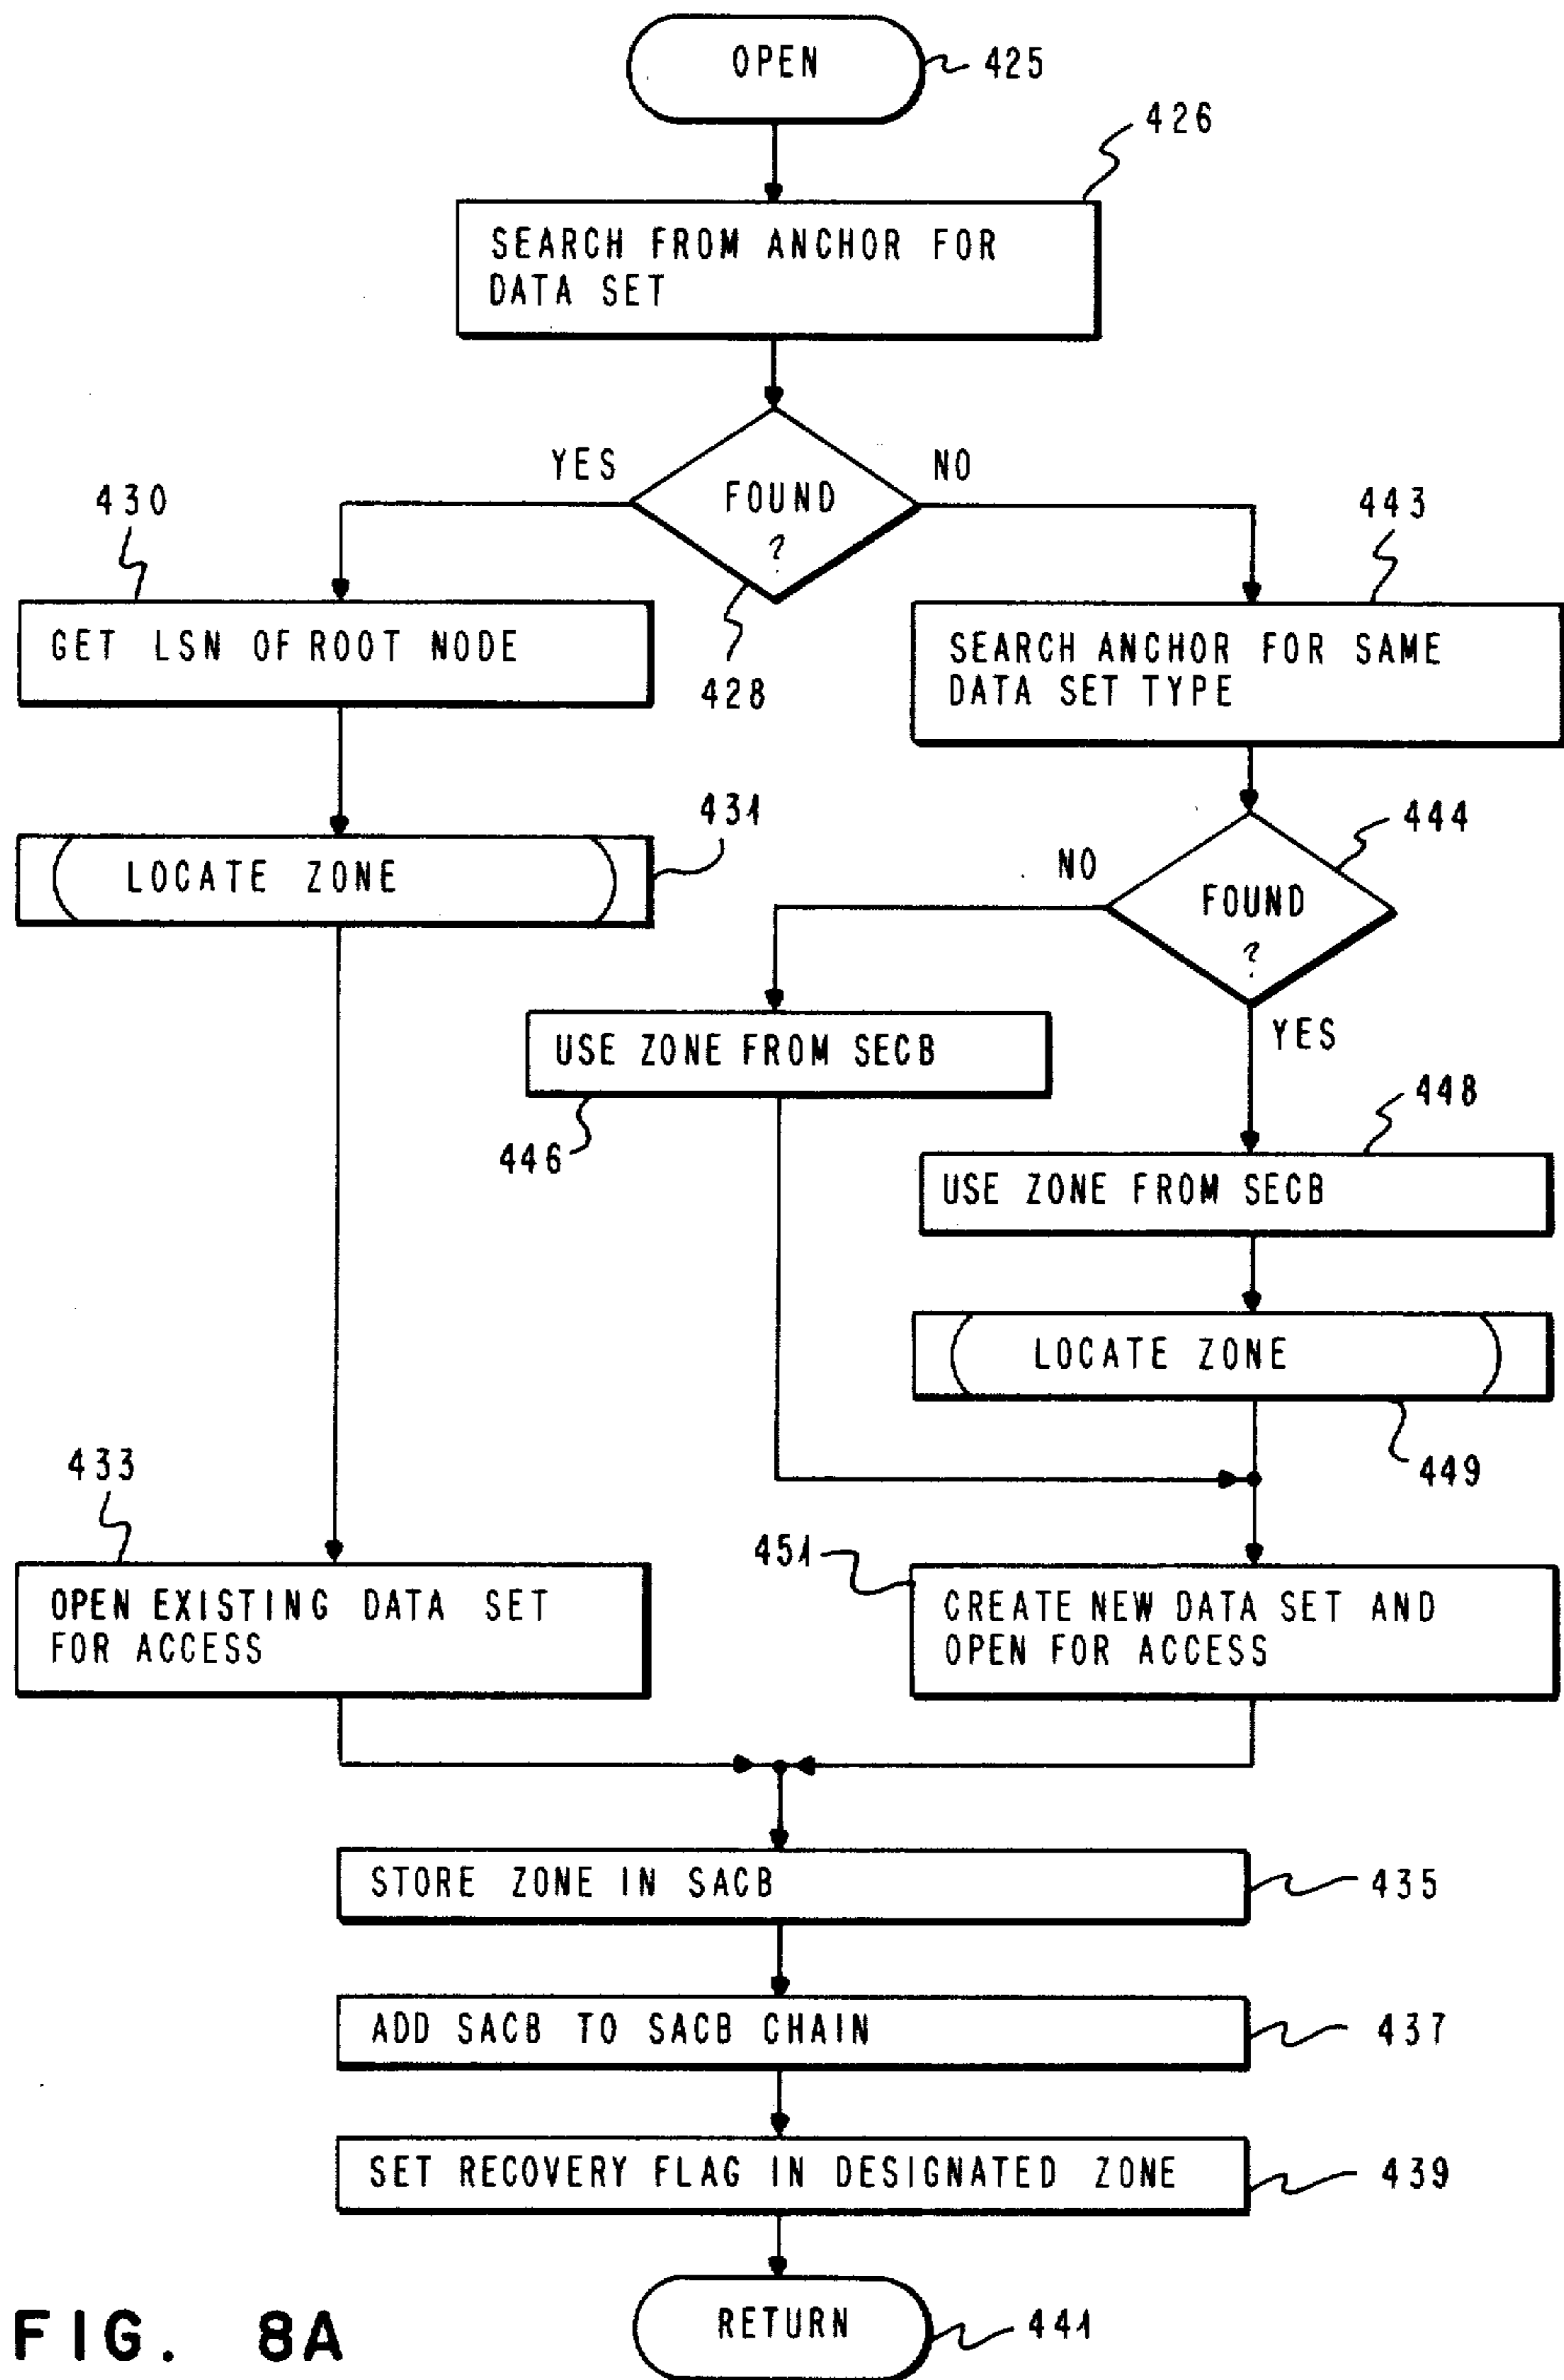 OPEN
425
426
SEARCH FROM ANCHOR FOR
DATA SET
YES
NO
430
FOUND
?
443
GET LSN OF ROOT NODE
428
SEARCH ANCHOR FOR SAME
DATA SET TYPE
431
LOCATE ZONE
444
NO
FOUND
?
YES
USE ZONE FROM SECB
446
448
USE ZONE FROM SECB
LOCATE ZONE
449
433
451
OPEN EXISTING DATA SET
FOR ACCESS
CREATE NEW DATA SET AND
OPEN FOR ACCESS
STORE ZONE IN SACB
435
ADD SACB TO SACB CHAIN
437
SET RECOVERY FLAG IN DESIGNATED ZONE
439
RETURN
441
FIG. 8A